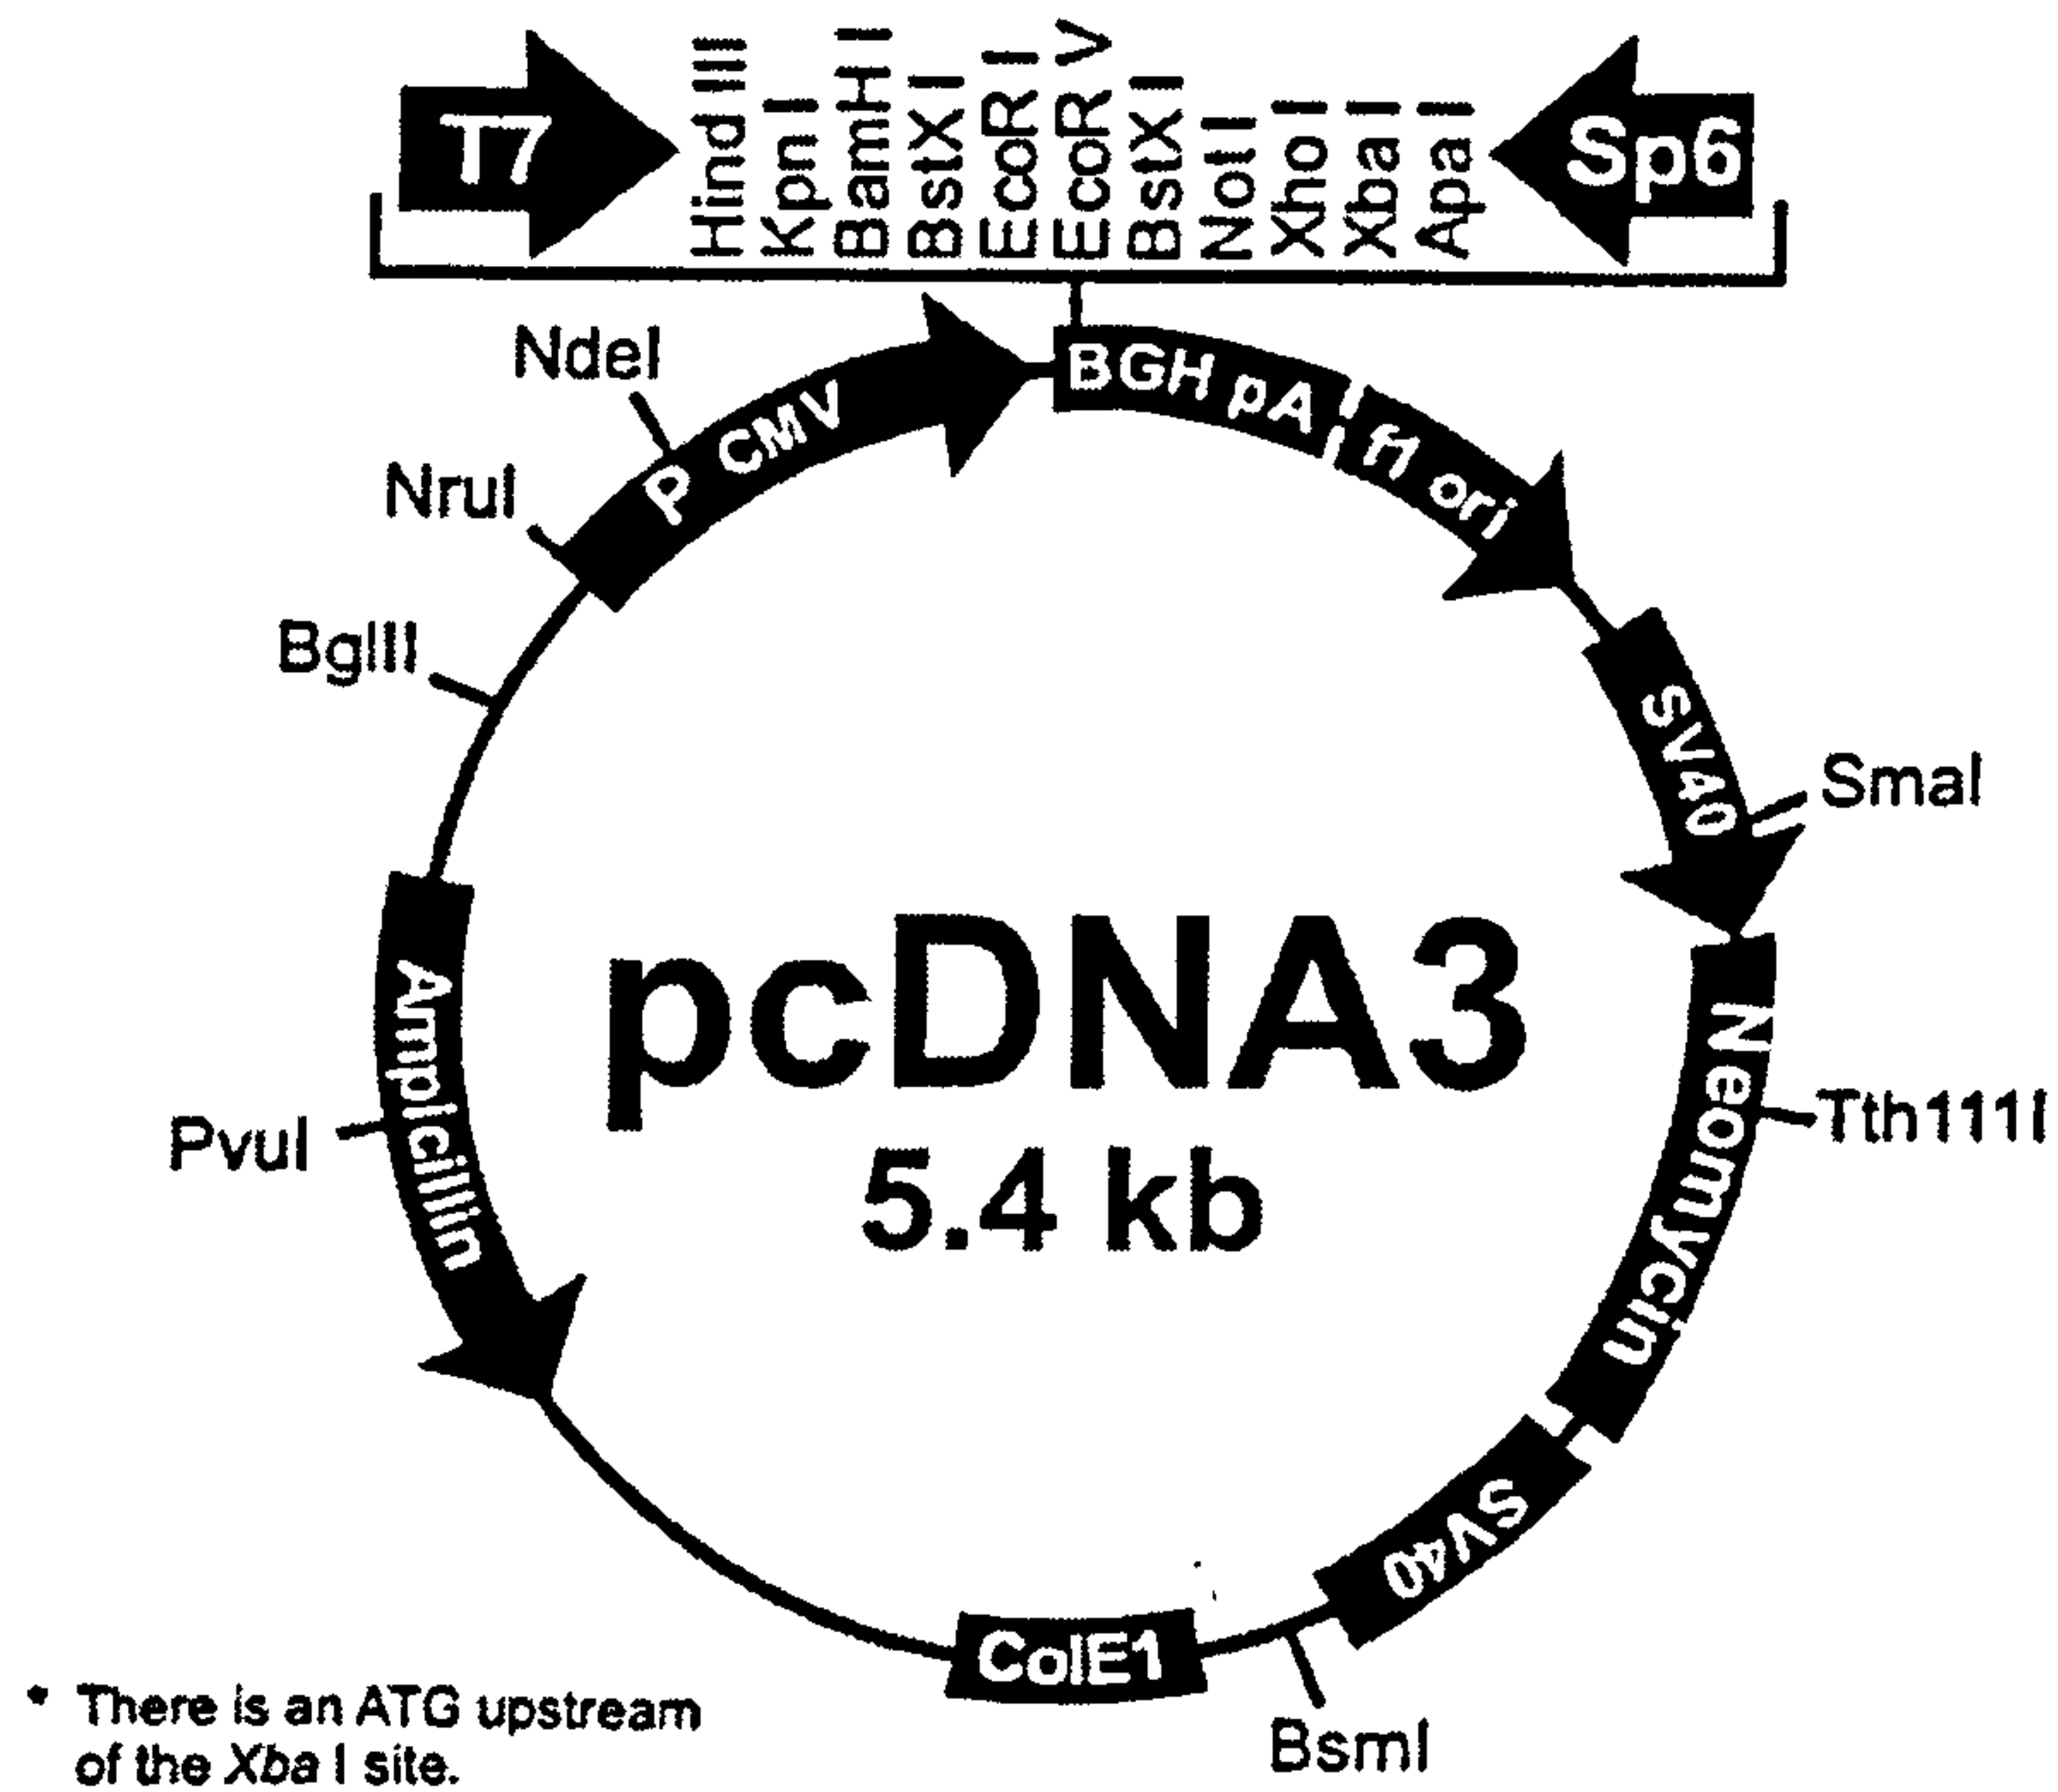 T7
Hind III
Kpn I
BamH I
BstX I
EcoR I
EcoR V
BstX I
Not I
Xho I
Xba I
Apa I
Sp6
NdeI
NruI
BglII
P CMV
BGH pA
f1 ori
SV40
SmaI
pcDNA3
5.4 kb
Ampicillin
PvuI
Neomycin
Tth111I
SV40
ColE1
BsmI
• There is an ATG upstream
of the Xba I site.